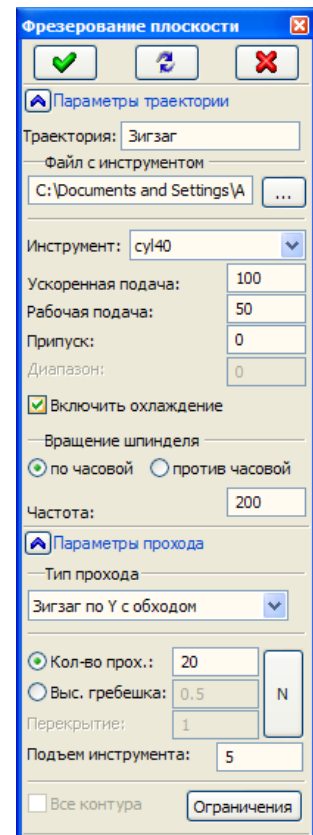 Фрезерование плоскости
Параметры траектории
Траектория: Зигзаг
Файл с инструментом
C:\Documents and Settings\A ...
Инструмент: cyl40
Ускоренная подача: 100
Рабочая подача: 50
Припуск: 0
Диапазон: 0
Включить охлаждение
Вращение шпинделя
по часовой против часовой
Частота: 200
Параметры прохода
Тип прохода
Зигзаг по Y с обходом
Кол-во прох.: 20
Выс. гребешка: 0.5 N
Перекрытие: 1
Подъем инструмента: 5
Все контура Ограничения